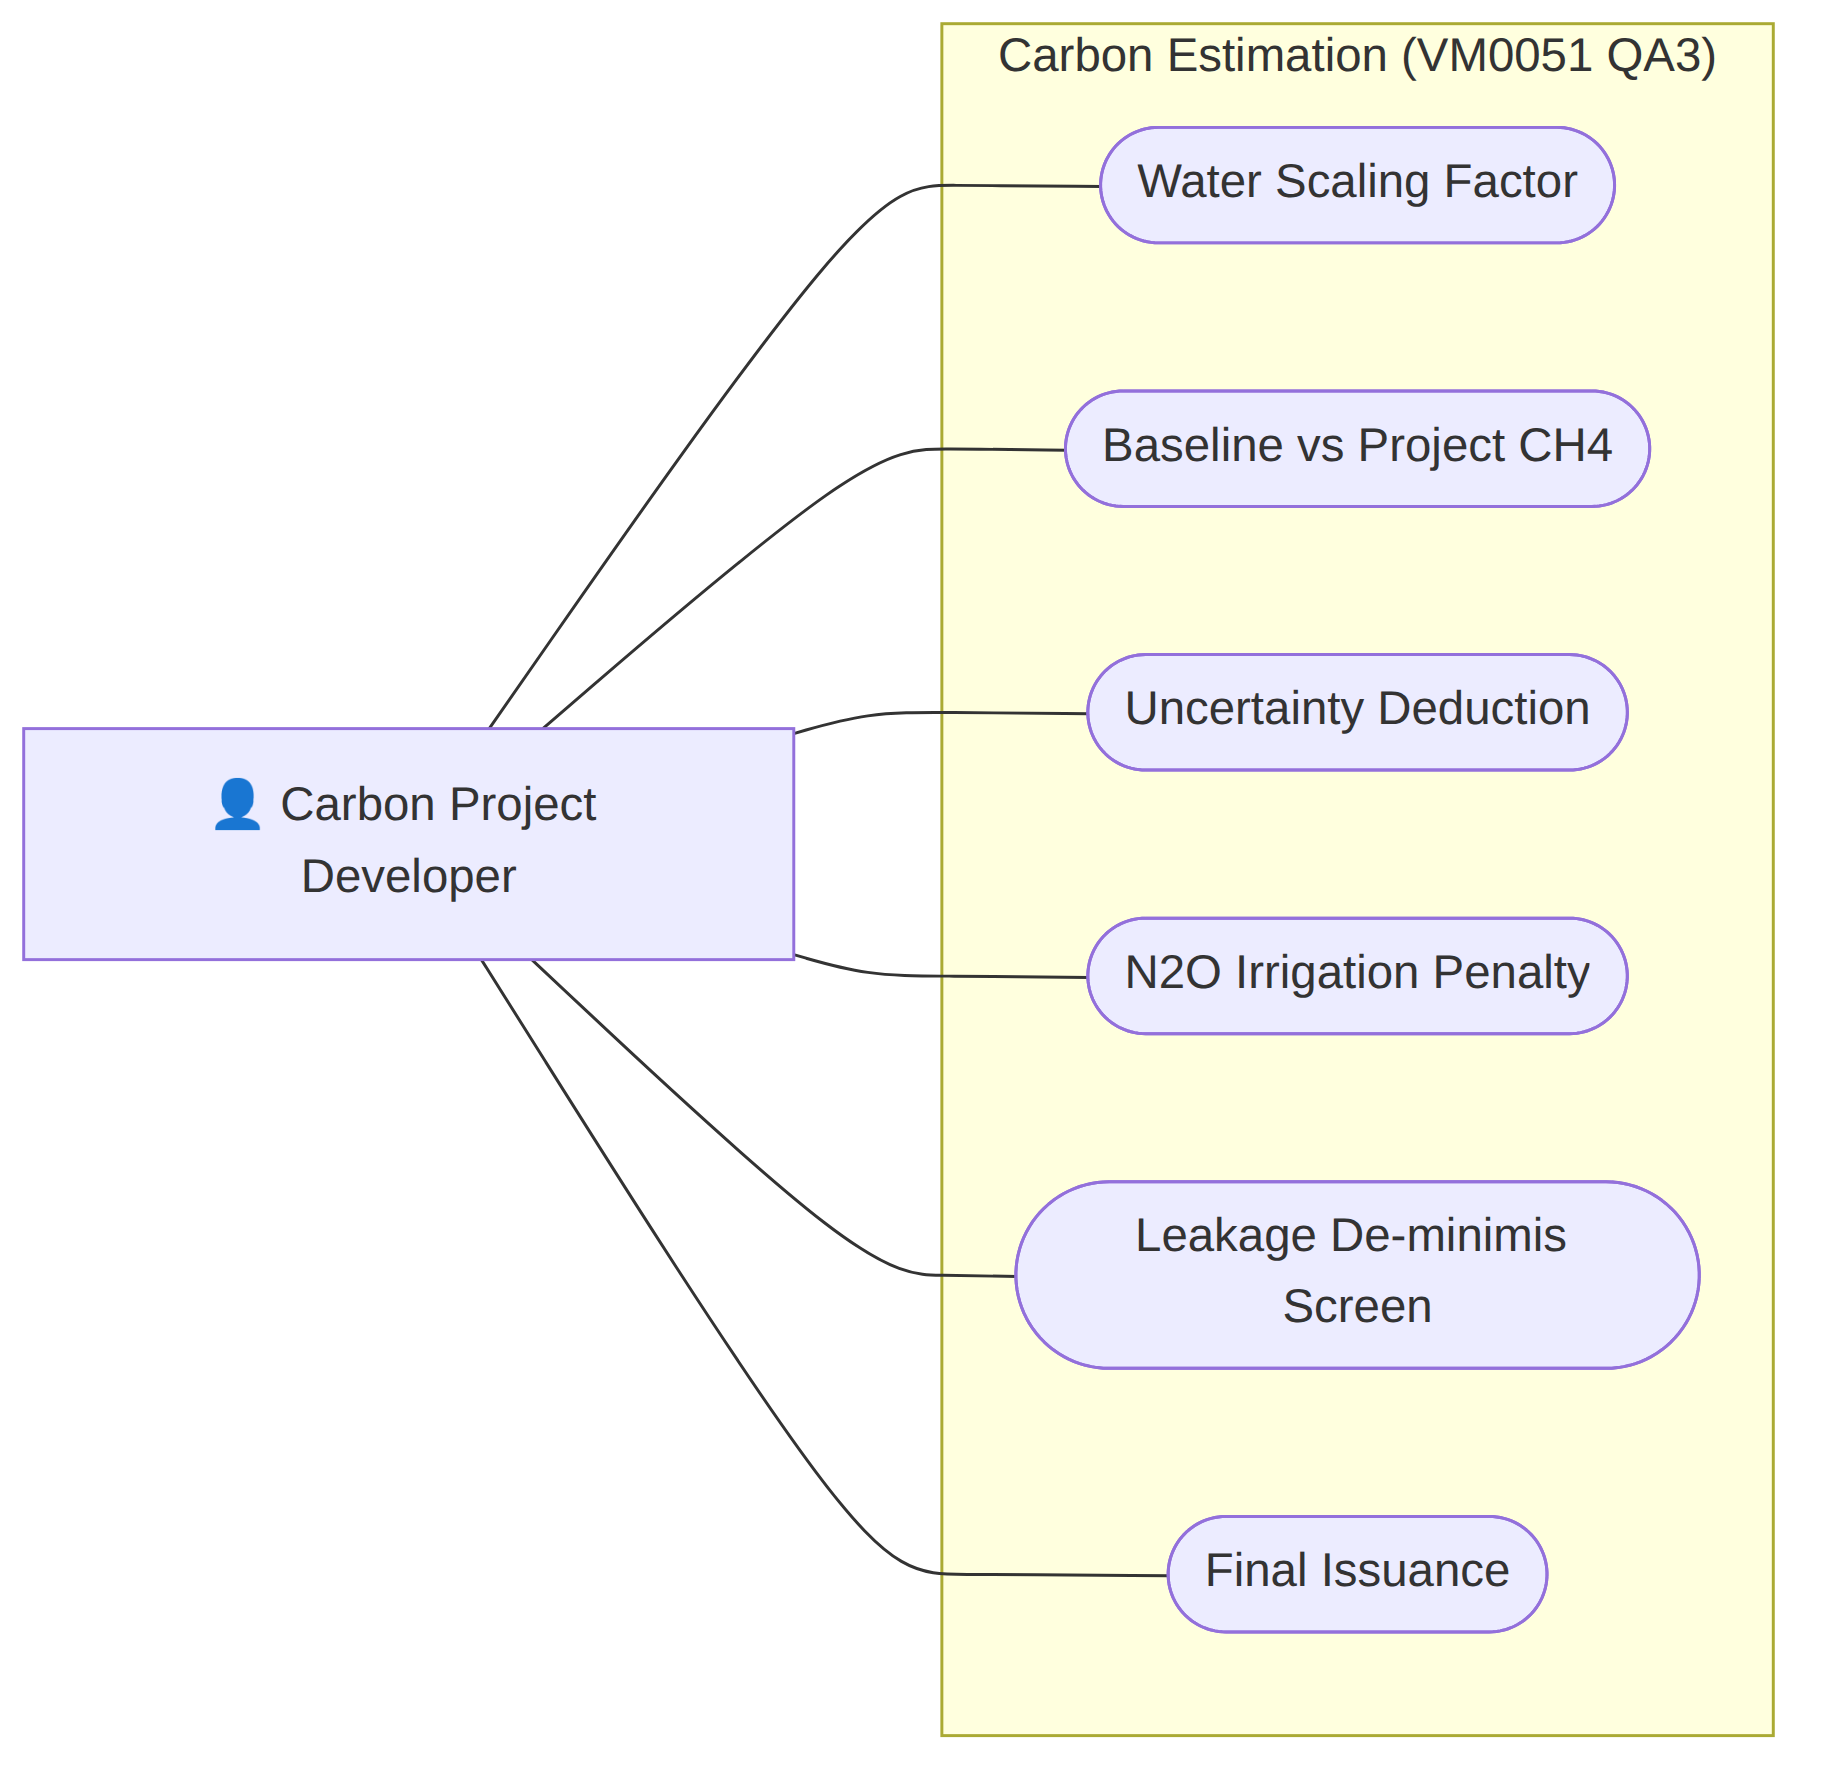 Carbon Estimation (VM0051 QA3)
Water Scaling Factor
Baseline vs Project CH4
Uncertainty Deduction
👤 Carbon Project
Developer
N2O Irrigation Penalty
Leakage De-minimis
Screen
Final Issuance